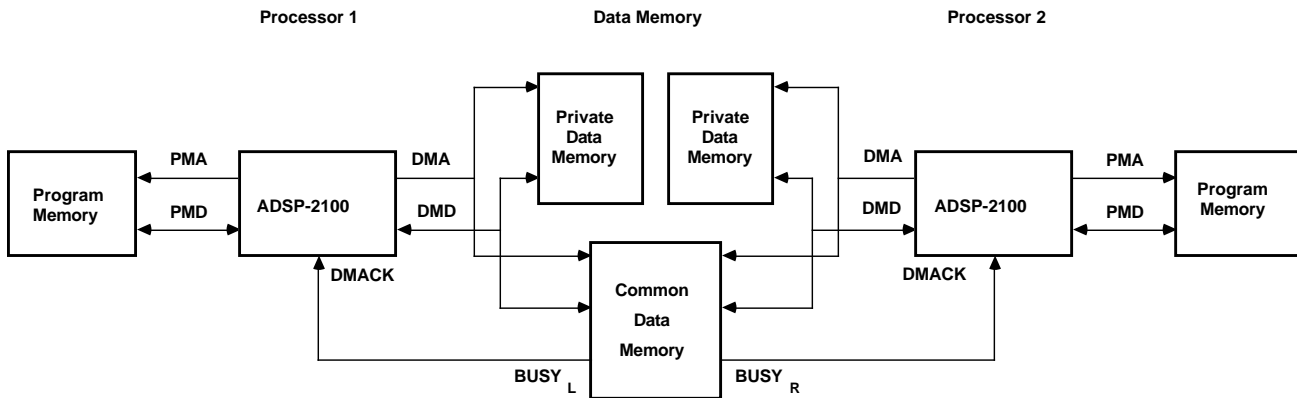 Processor 1
Data Memory
Processor 2
Private
Data
Memory
Private
Data
Memory
PMA
DMA
DMA
PMA
Program
Memory
ADSP-2100
ADSP-2100
Program
Memory
PMD
DMD
DMD
PMD
DMACK
DMACK
Common
Data
Memory
BUSY L
BUSY R